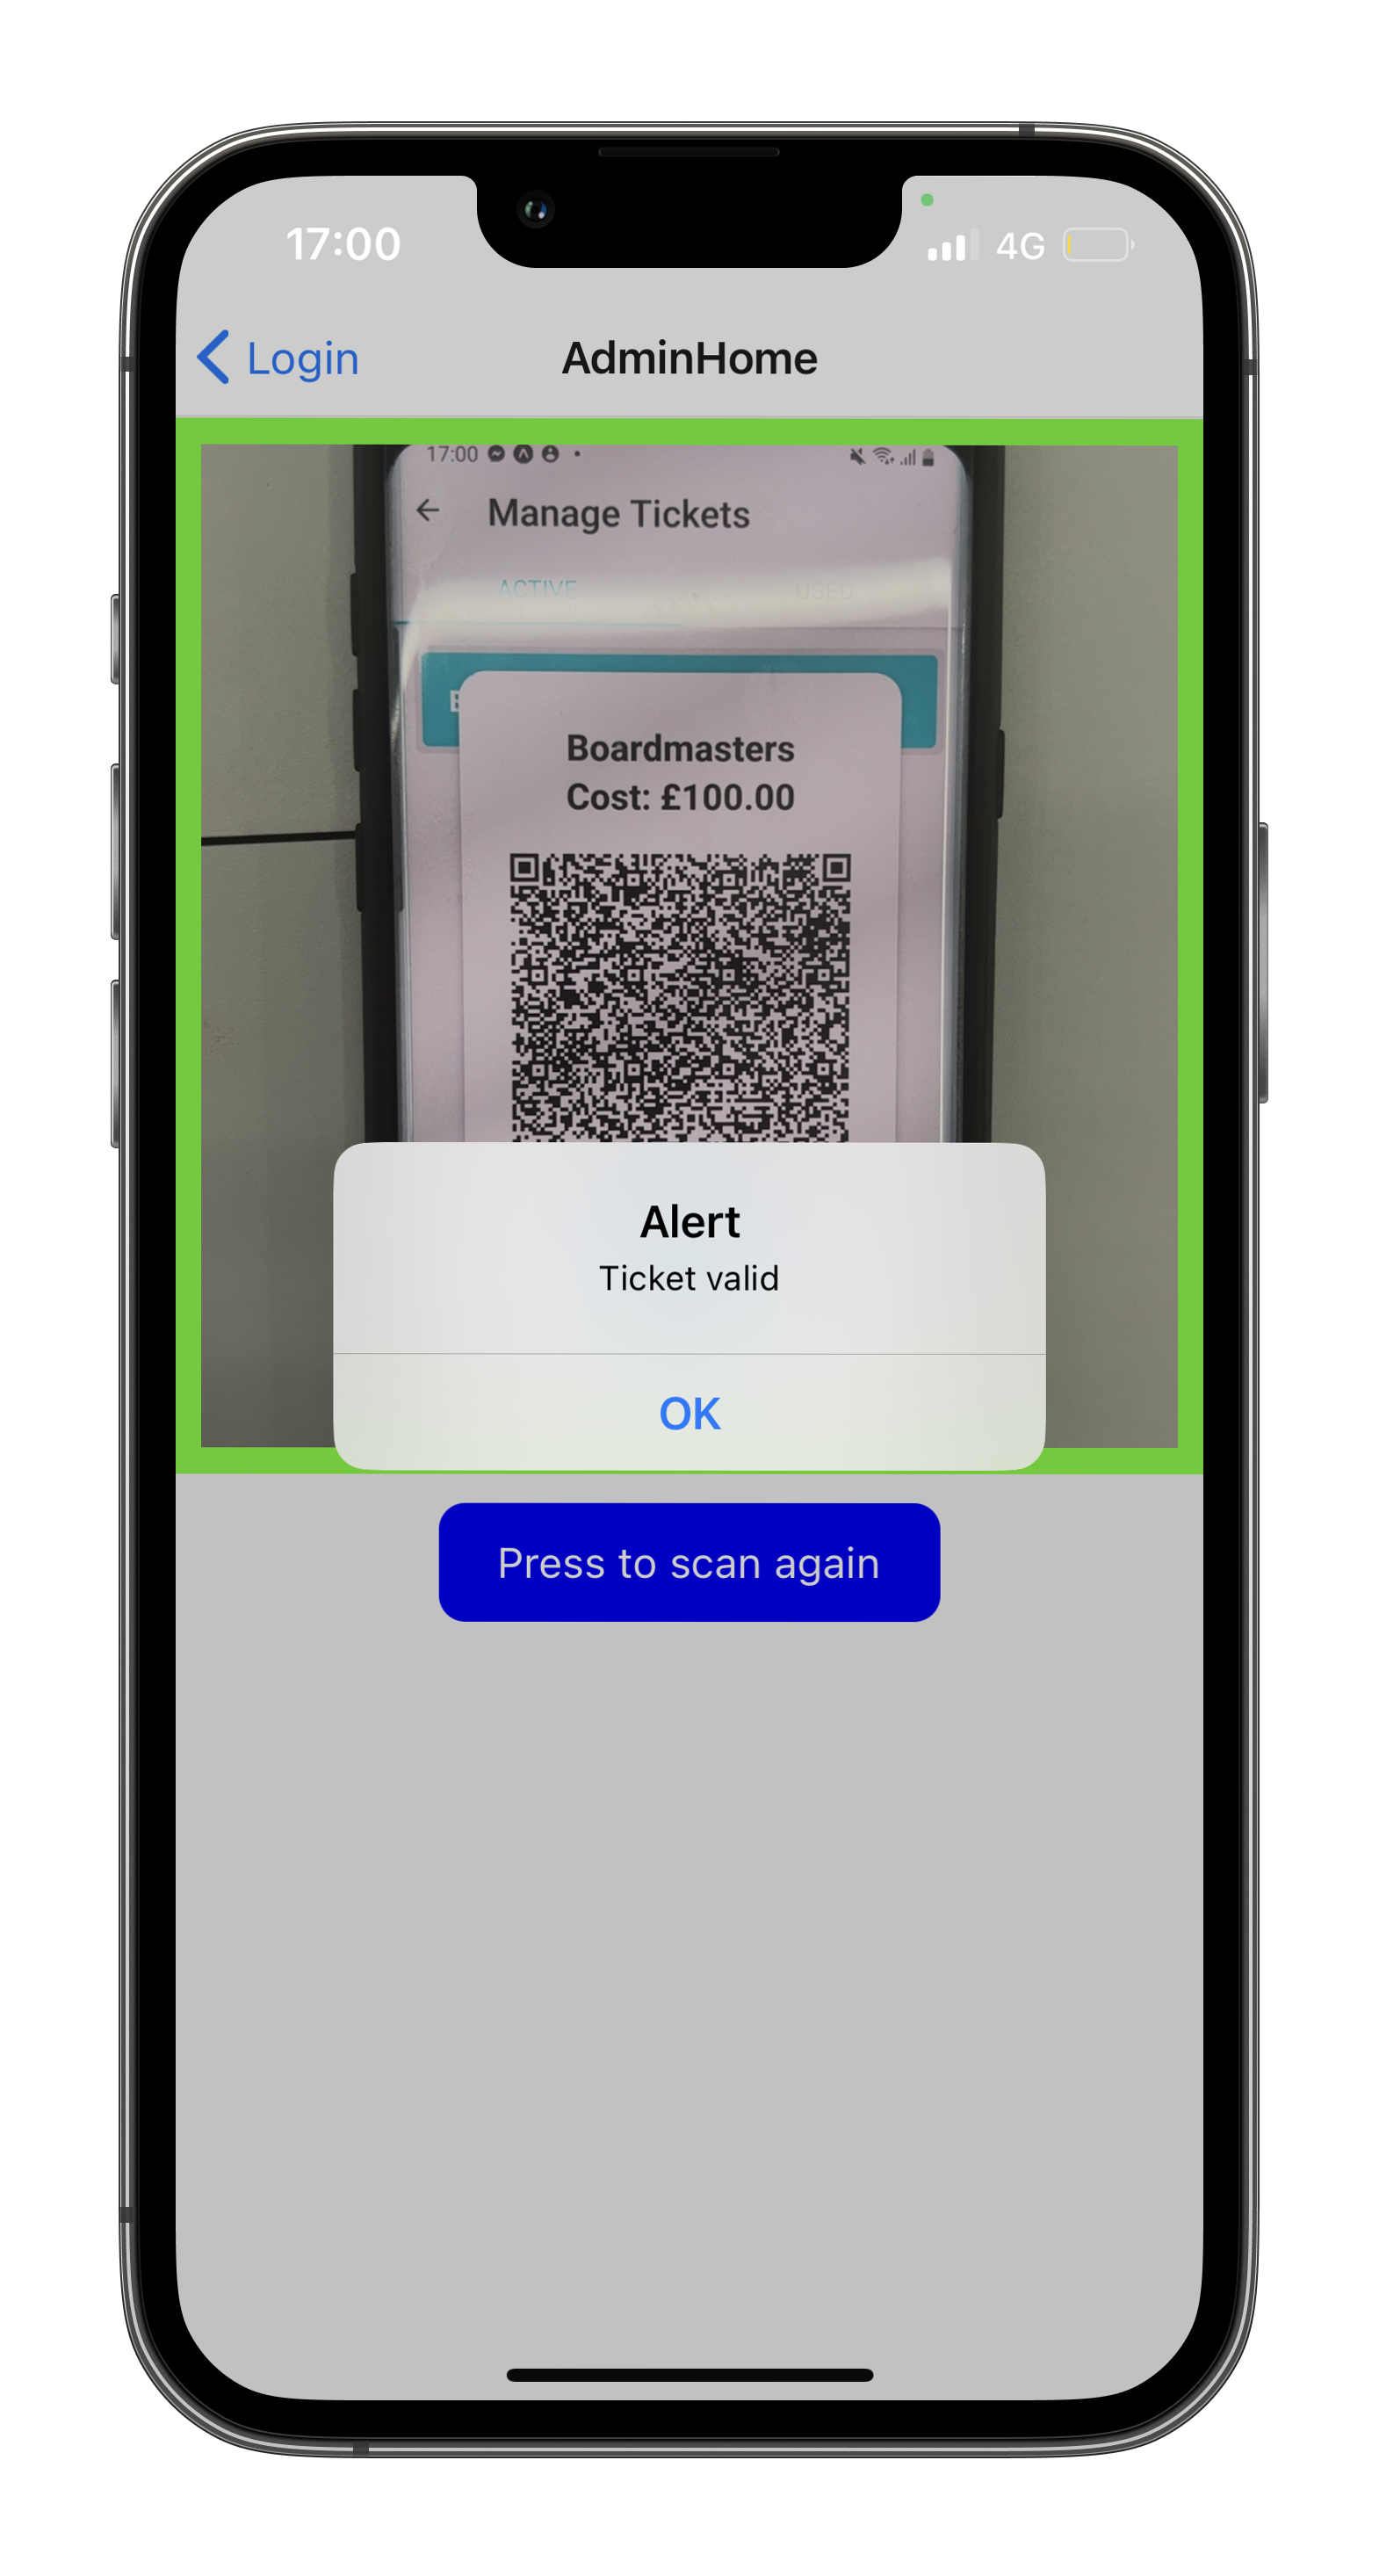 17:00
4G
Login
AdminHome
17:00
Manage Tickets
ACTIVE
USED
Boardmasters
Cost: £100.00
Alert
Ticket valid
OK
Press to scan again